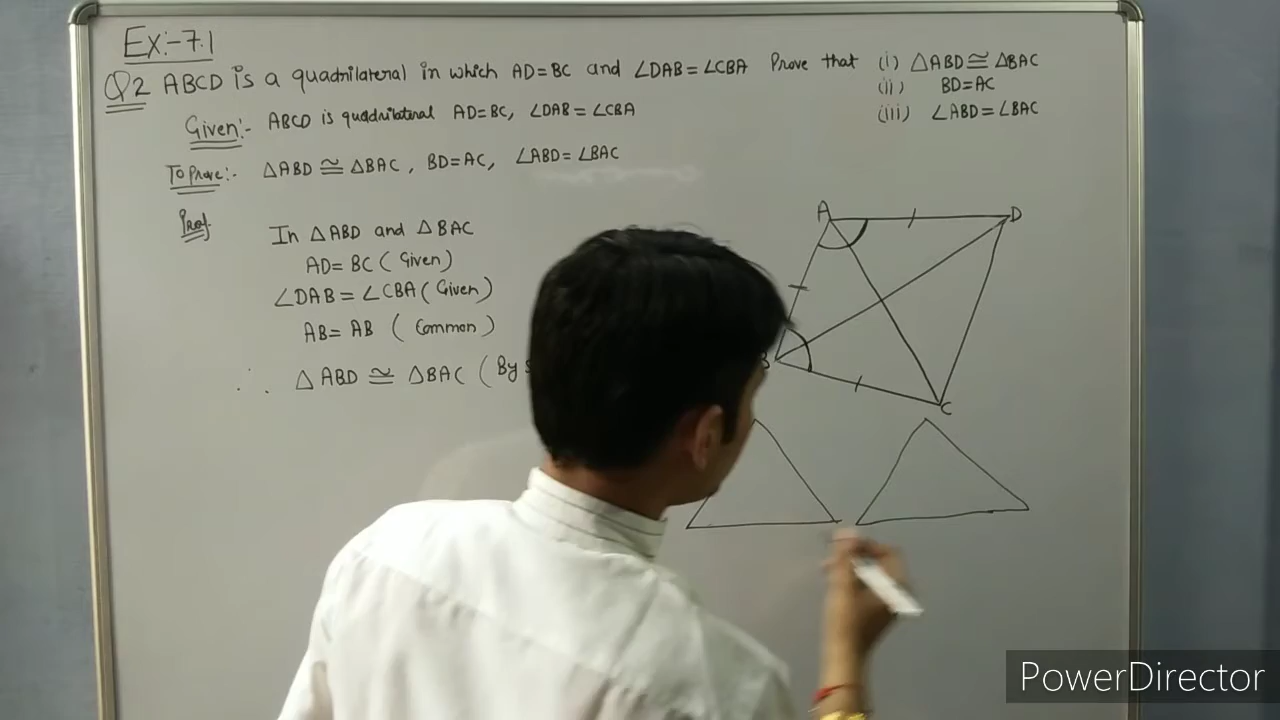 Ex:-7.1
Q2 ABCD is a quadrilateral in which AD=BC and ∠DAB=∠CBA Prove that (i) △ABD≅△BAC
(ii) BD=AC
(iii) ∠ABD=∠BAC
Given:- ABCD is quadrilateral AD=BC, ∠DAB=∠CBA
To Prove:- △ABD≅△BAC, BD=AC, ∠ABD=∠BAC
Proof
In △ABD and △BAC
AD=BC (Given)
∠DAB=∠CBA (Given)
AB=AB (Common)
∴ △ABD≅△BAC (By
A D
B
C
PowerDirector